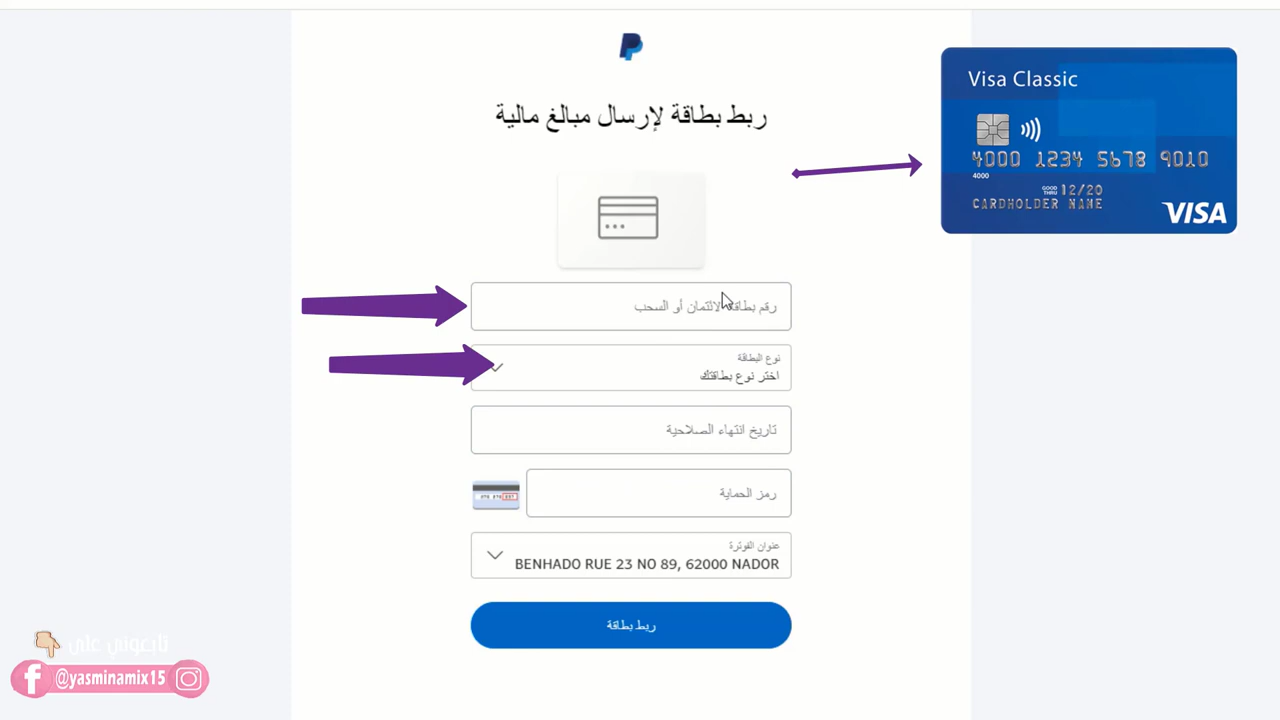 ربط بطاقة لإرسال مبالغ مالية
Visa Classic
4000 1234 5678 9010
4000
GOOD THRU 12/20
CARDHOLDER NAME
VISA
رقم بطاقة الائتمان أو السحب
نوع البطاقة
اختر نوع بطاقتك
تاريخ انتهاء الصلاحية
رمز الحماية
عنوان الفوترة
BENHADO RUE 23 NO 89, 62000 NADOR
ربط بطاقة
تابعوني على
@yasminamix15